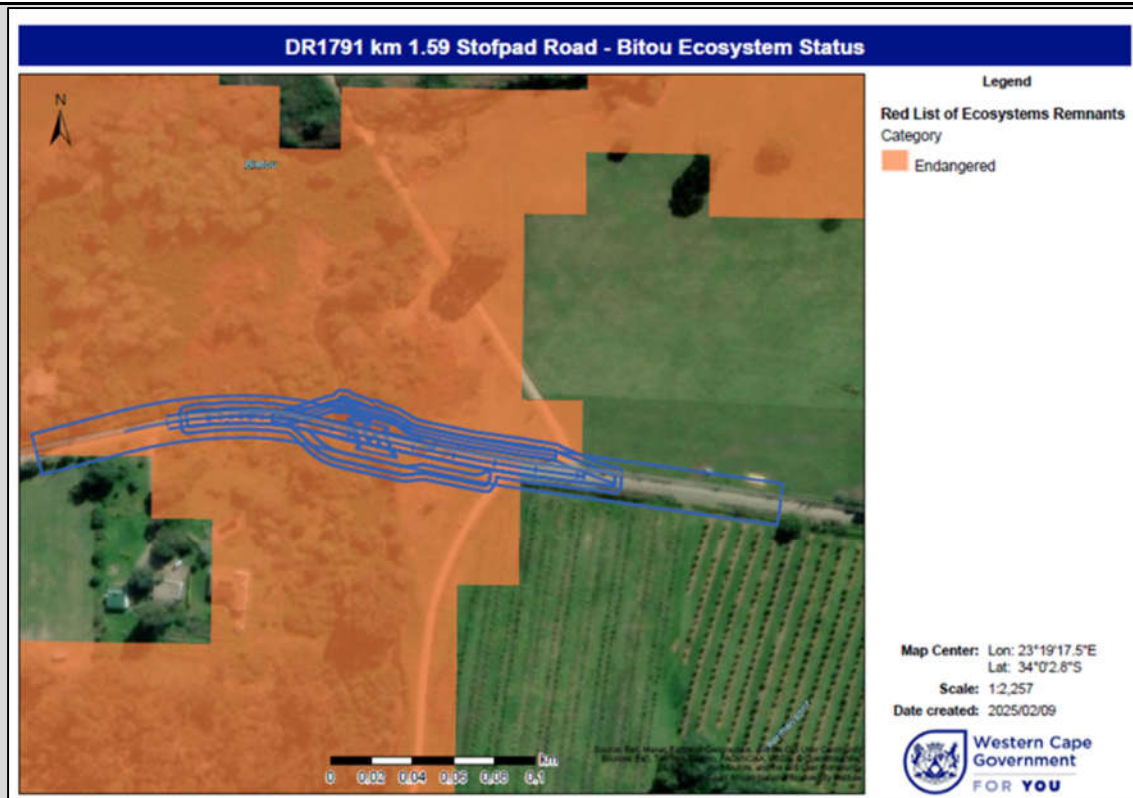 DR1791 km 1.59 Stofpad Road - Bitou Ecosystem Status
N
Legend
Red List of Ecosystems Remnants
Category
Endangered
Map Center: Lon: 23°19'17.5"E
Lat: 34°0'2.8"S
Scale: 1:2,257
Date created: 2025/02/09
0 0,02 0,04 0,06 0,08 0,1 km
Western Cape
Government
FOR YOU